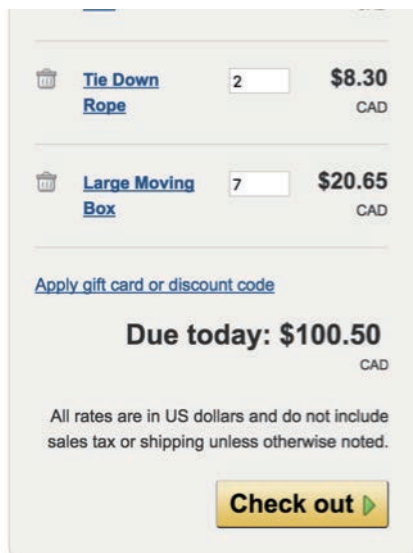 Tie Down 2 $8.30
Rope CAD
Large Moving 7 $20.65
Box CAD
Apply gift card or discount code
Due today: $100.50
CAD
All rates are in US dollars and do not include
sales tax or shipping unless otherwise noted.
Check out